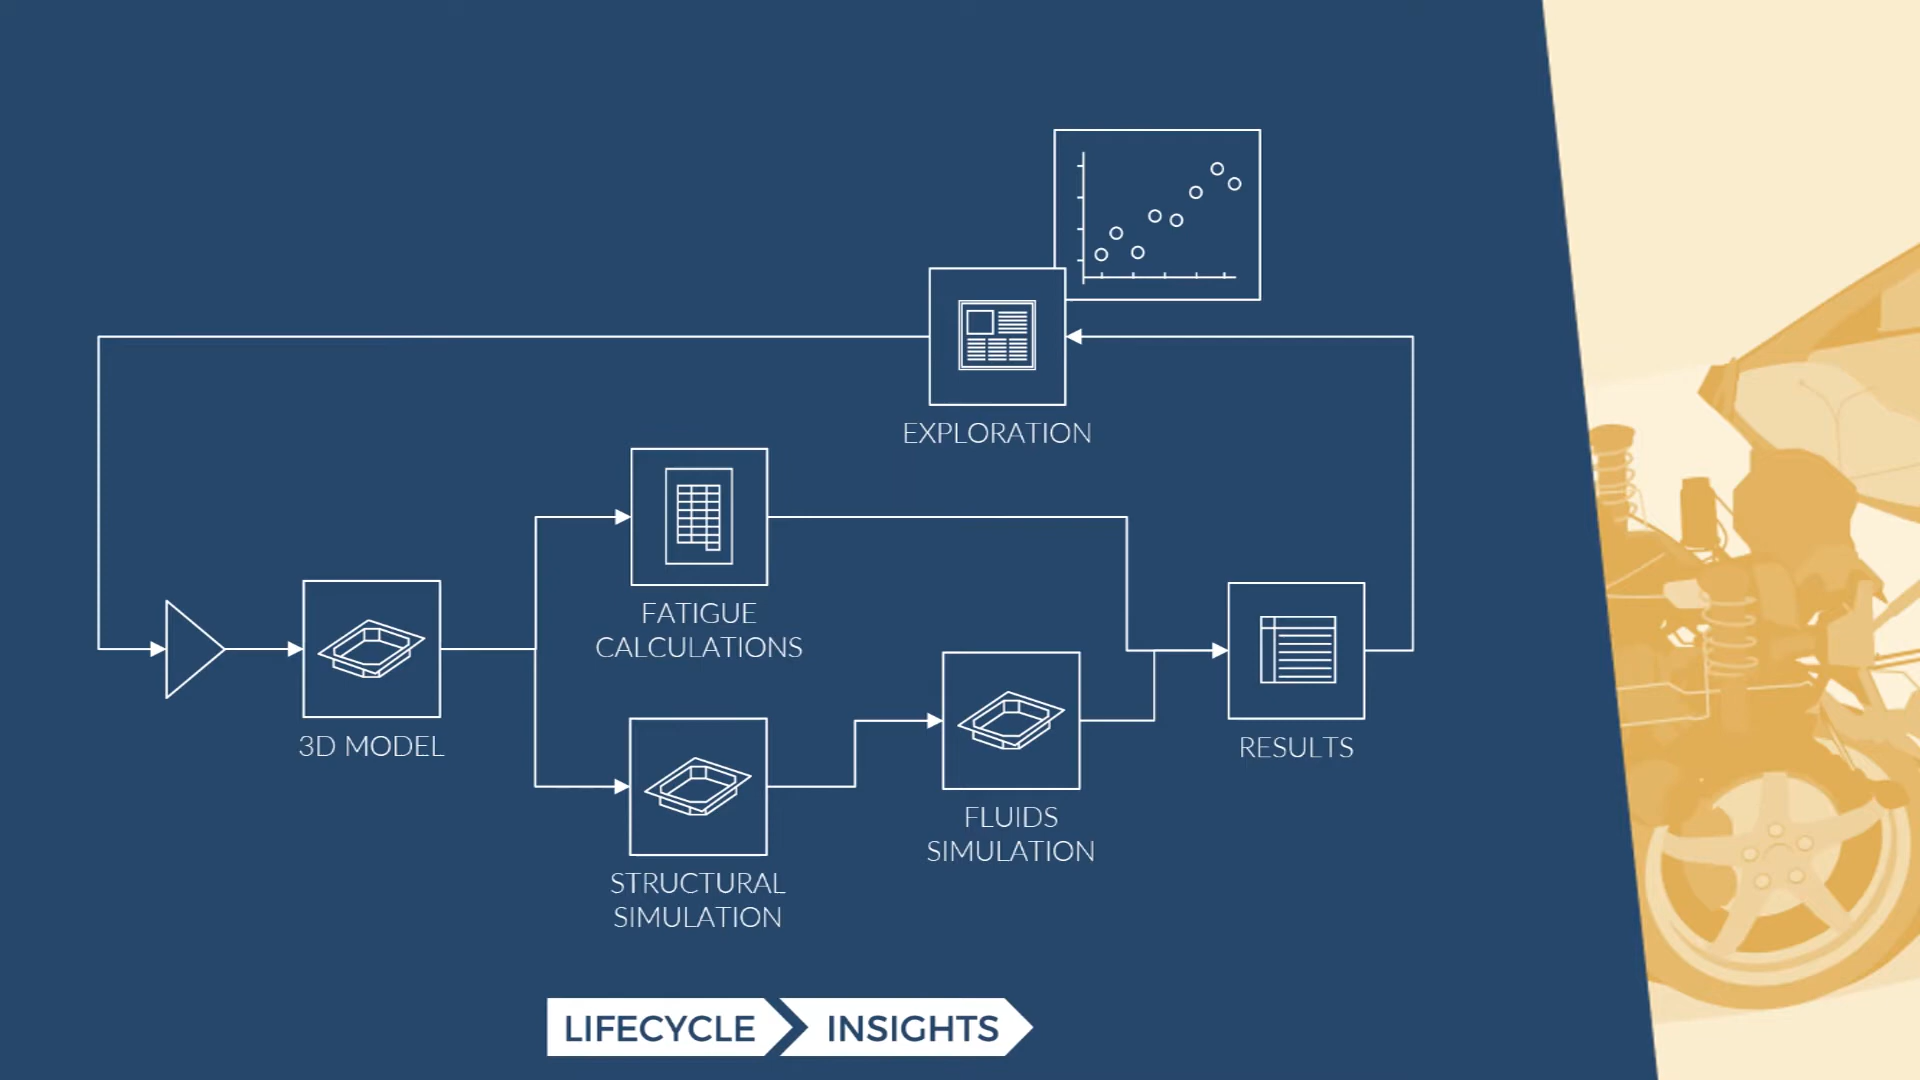 EXPLORATION
FATIGUE
CALCULATIONS
3D MODEL
RESULTS
FLUIDS
SIMULATION
STRUCTURAL
SIMULATION
LIFECYCLE INSIGHTS